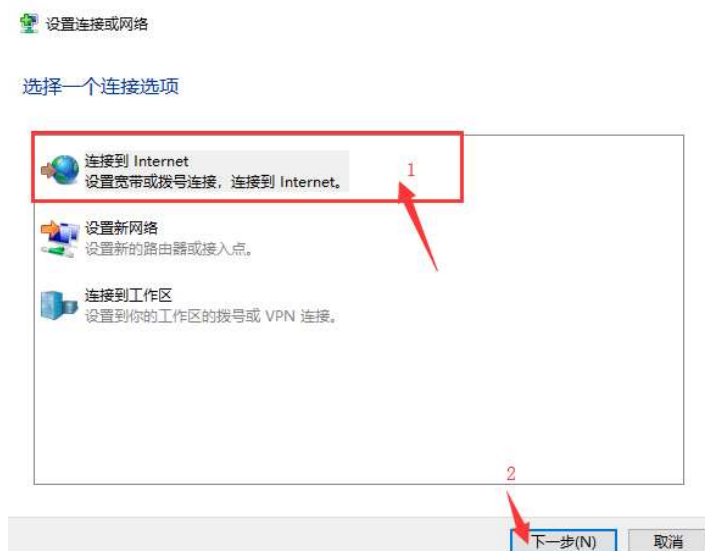 设置连接或网络
选择一个连接选项
连接到 Internet
设置宽带或拨号连接，连接到 Internet。
1
设置新网络
设置新的路由器或接入点。
连接到工作区
设置到你的工作区的拨号或 VPN 连接。
2
下一步(N)
取消